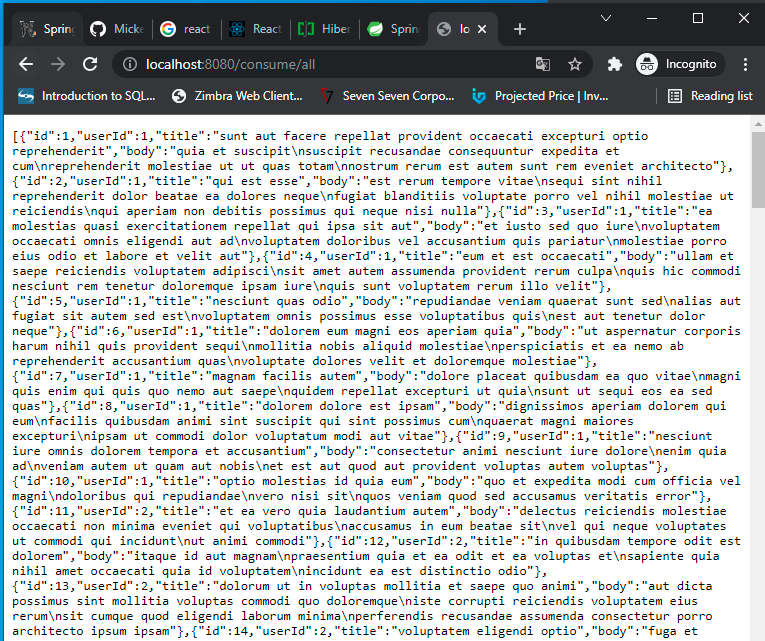 Spring
Micke
react
React
Hiber
Sprin
lo
localhost:8080/consume/all
Incognito
Introduction to SQL...
Zimbra Web Client...
Seven Seven Corpo...
Projected Price | Inv...
Reading list
[{"id":1,"userId":1,"title":"sunt aut facere repellat provident occaecati excepturi optio
reprehenderit","body":"quia et suscipit\nsuscipit recusandae consequuntur expedita et
cum\nreprehenderit molestiae ut ut quas totam\nnostrum rerum est autem sunt rem eveniet architecto"},
{"id":2,"userId":1,"title":"qui est esse","body":"est rerum tempore vitae\nsequi sint nihil
reprehenderit dolor beatae ea dolores neque\nfugiat blanditiis voluptate porro vel nihil molestiae ut
reiciendis\nqui aperiam non debitis possimus qui neque nisi nulla"},{"id":3,"userId":1,"title":"ea
molestias quasi exercitationem repellat qui ipsa sit aut","body":"et iusto sed quo iure\nvoluptatem
occaecati omnis eligendi aut ad\nvoluptatem doloribus vel accusantium quis pariatur\nmolestiae porro
eius odio et labore et velit aut"},{"id":4,"userId":1,"title":"eum et est occaecati","body":"ullam et saepe reiciendis voluptatem adipisci\nsit amet autem assumenda provident rerum culpa\nquis hic commodi
nesciunt rem tenetur doloremque ipsam iure\nquis sunt voluptatem rerum illo velit"},
{"id":5,"userId":1,"title":"nesciunt quas odio","body":"repudiandae veniam quaerat sunt sed\nalias aut
fugiat sit autem sed est\nvoluptatem omnis possimus esse voluptatibus quis\nest aut tenetur dolor
neque"},{"id":6,"userId":1,"title":"dolorem eum magni eos aperiam quia","body":"ut aspernatur corporis
harum nihil quis provident sequi\nmollitia nobis aliquid molestiae\nperspiciatis et ea nemo ab
reprehenderit accusantium quas\nvoluptate dolores velit et doloremque molestiae"},
{"id":7,"userId":1,"title":"magnam facilis autem","body":"dolore placeat quibusdam ea quo vitae\nmagni
quis enim qui quis quo nemo aut saepe\nquidem repellat excepturi ut quia\nsunt ut sequi eos ea sed
quas"},{"id":8,"userId":1,"title":"dolorem dolore est ipsam","body":"dignissimos aperiam dolorem qui
eum\nfacilis quibusdam animi sint suscipit qui sint possimus cum\nquaerat magni maiores
excepturi\nipsam ut commodi dolor voluptatum modi aut vitae"},{"id":9,"userId":1,"title":"nesciunt
iure omnis dolorem tempora et accusantium","body":"consectetur animi nesciunt iure dolore\nenim quia
ad\nveniam autem ut quam aut nobis\net est aut quod aut provident voluptas autem voluptas"},
{"id":10,"userId":1,"title":"optio molestias id quia eum","body":"quo et expedita modi cum officia vel
magni\ndoloribus qui repudiandae\nvero nisi sit\nquos veniam quod sed accusamus veritatis error"},
{"id":11,"userId":2,"title":"et ea vero quia laudantium autem","body":"delectus reiciendis molestiae
occaecati non minima eveniet qui voluptatibus\naccusamus in eum beatae sit\nvel qui neque voluptates
ut commodi qui incidunt\nut animi commodi"},{"id":12,"userId":2,"title":"in quibusdam tempore odit est
dolorem","body":"itaque id aut magnam\npraesentium quia et ea odit et ea voluptas et\nsapiente quia
nihil amet occaecati quia id voluptatem\nincidunt ea est distinctio odio"},
{"id":13,"userId":2,"title":"dolorum ut in voluptas mollitia et saepe quo animi","body":"aut dicta
possimus sint mollitia voluptas commodi quo doloremque\niste corrupti reiciendis voluptatem eius
rerum\nsit cumque quod eligendi laborum minima\nperferendis recusandae assumenda consectetur porro
architecto ipsum ipsam"},{"id":14,"userId":2,"title":"voluptatem eligendi optio","body":"fuga et